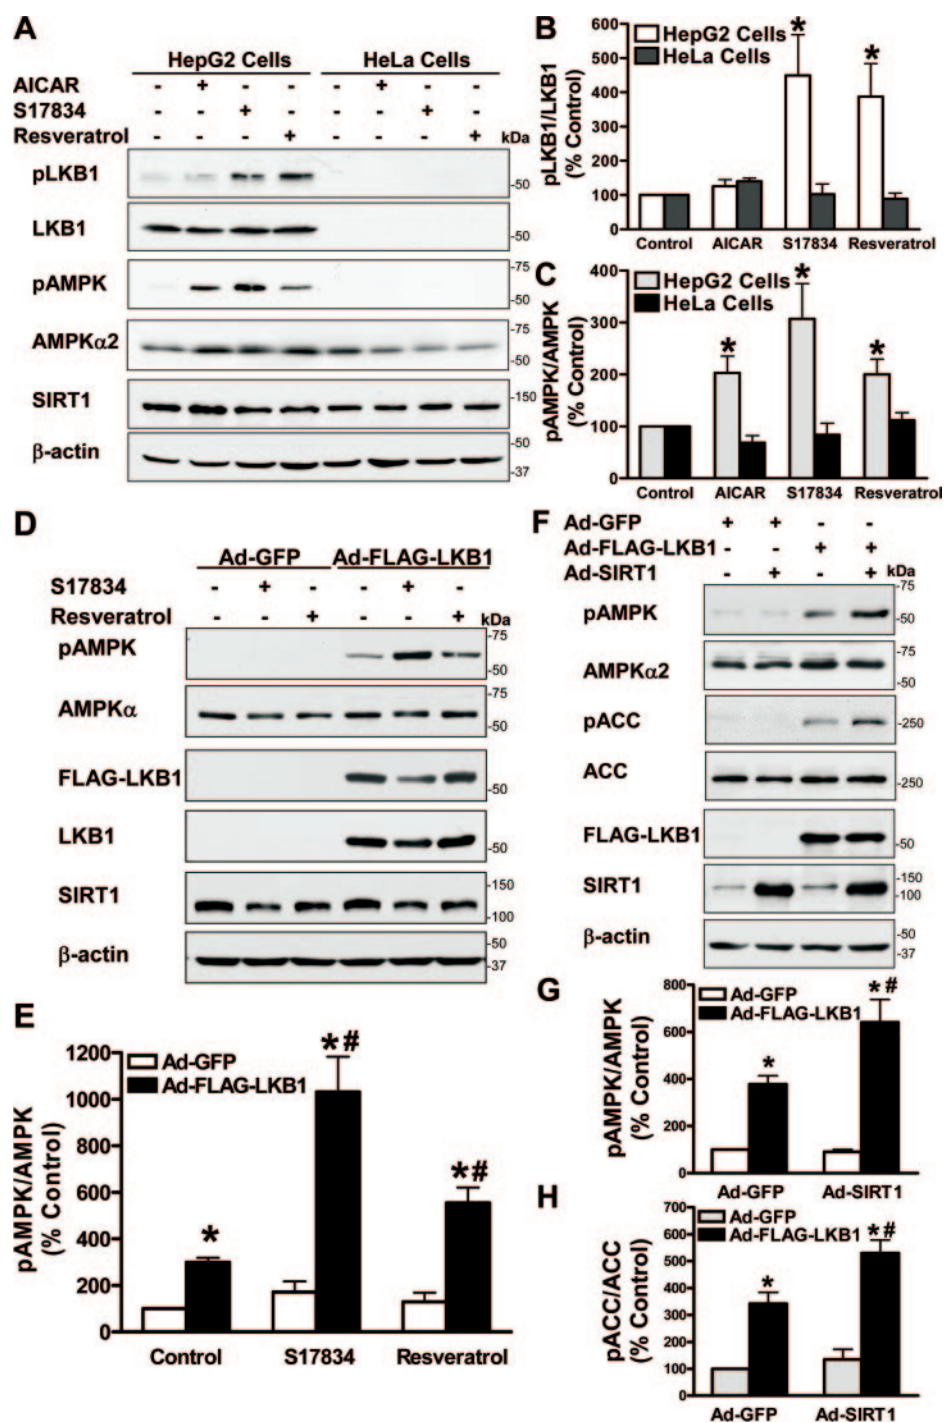 A
HepG2 Cells HeLa Cells
AICAR - + - - - + - -
S17834 - - + - - - + -
Resveratrol - - - + - - - + kDa
pLKB1 -50
LKB1 -50
pAMPK -75 -50
AMPKα2 -75 -50
SIRT1 -150 -100
β-actin -50 -37
B
pLKB1/LKB1
(% Control)
600
500
400
300
200
100
0
HepG2 Cells
HeLa Cells
* *
Control AICAR S17834 Resveratrol
C
pAMPK/AMPK
(% Control)
400
300
200
100
0
HepG2 Cells
HeLa Cells
* * *
Control AICAR S17834 Resveratrol
D
Ad-GFP Ad-FLAG-LKB1
S17834 - + - - + -
Resveratrol - - + - - + kDa
pAMPK -75 -50
AMPKα -75 -50
FLAG-LKB1 -50
LKB1 -50
SIRT1 -150 -100
β-actin -50 -37
E
pAMPK/AMPK
(% Control)
1200
1000
800
600
400
200
0
Ad-GFP
Ad-FLAG-LKB1
* *# *#
Control S17834 Resveratrol
F
Ad-GFP + + - -
Ad-FLAG-LKB1 - - + +
Ad-SIRT1 - + - + kDa
pAMPK -75 -50
AMPKα2 -75 -50
pACC -250
ACC -250
FLAG-LKB1 -50
SIRT1 -150 -100
β-actin -50 -37
G
pAMPK/AMPK
(% Control)
800
600
400
200
0
Ad-GFP
Ad-FLAG-LKB1
* *#
Ad-GFP Ad-SIRT1
H
pACC/ACC
(% Control)
700
600
500
400
300
200
100
0
Ad-GFP
Ad-FLAG-LKB1
* *#
Ad-GFP Ad-SIRT1